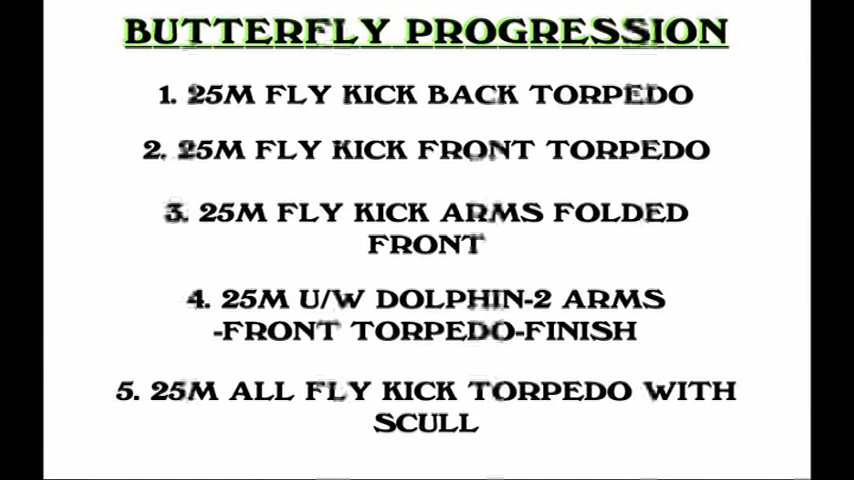 BUTTERFLY PROGRESSION
1. 25M FLY KICK BACK TORPEDO
2. 25M FLY KICK FRONT TORPEDO
3. 25M FLY KICK ARMS FOLDED
FRONT
4. 25M U/W DOLPHIN-2 ARMS
-FRONT TORPEDO-FINISH
5. 25M ALL FLY KICK TORPEDO WITH
SCULL